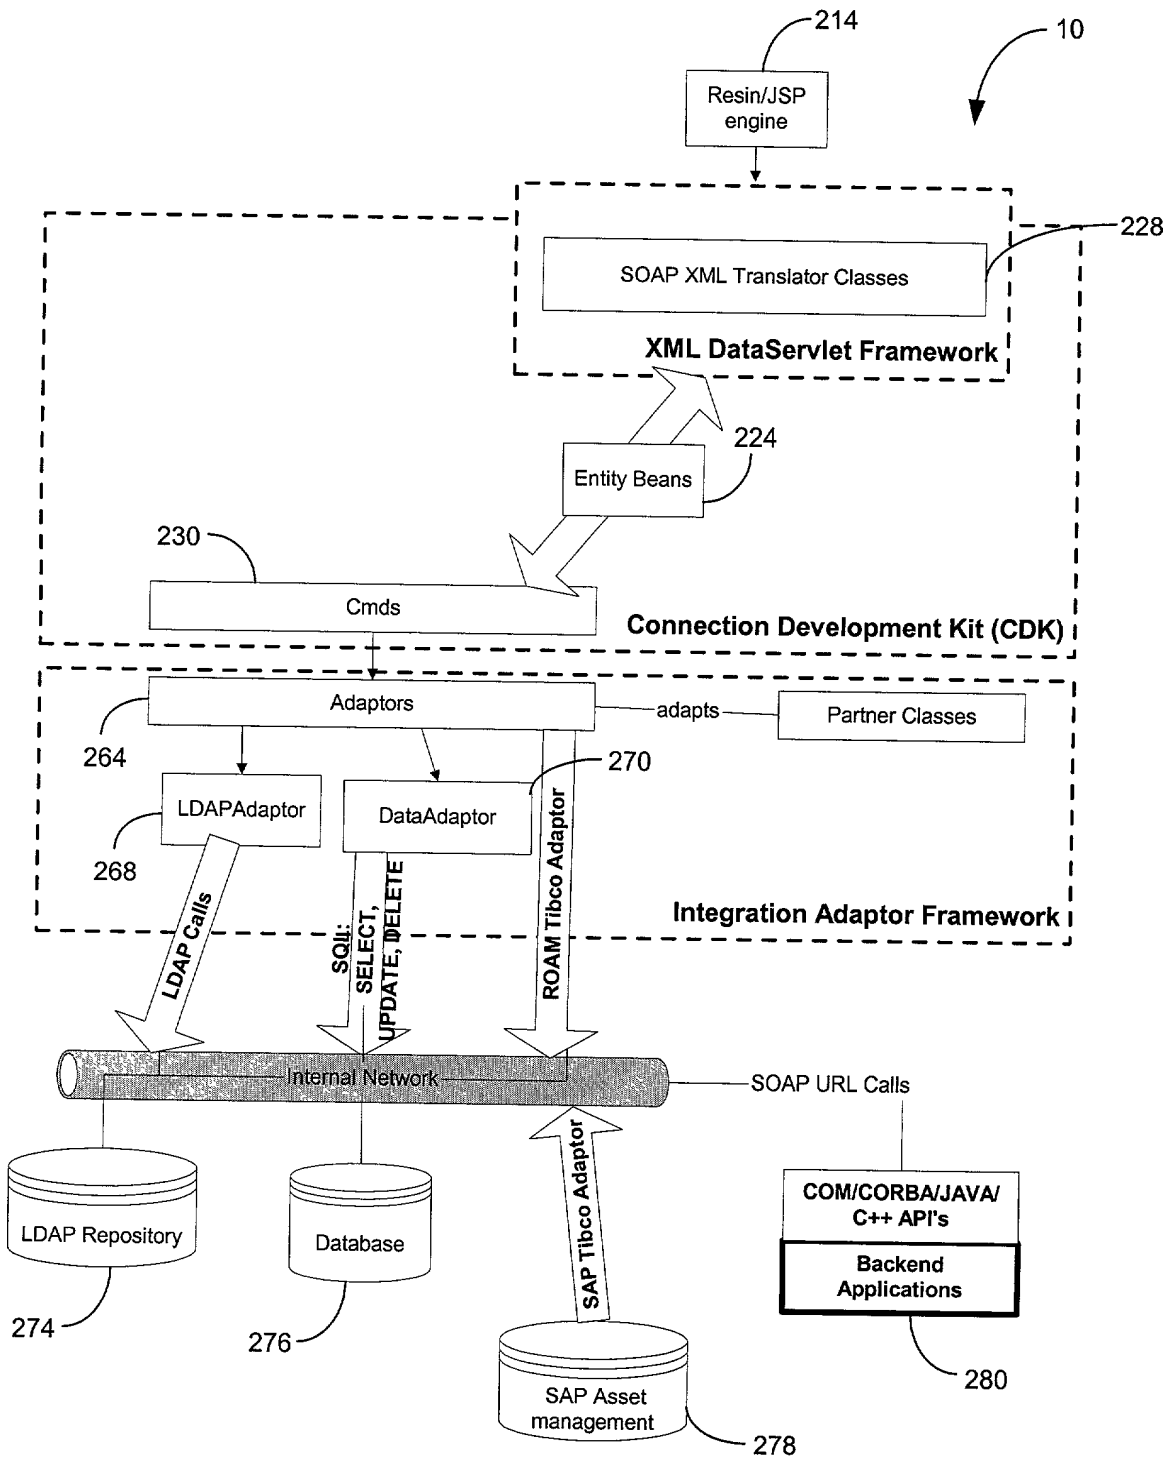 214
10
Resin/JSP
engine
228
SOAP XML Translator Classes
XML DataServlet Framework
224
Entity Beans
230
Cmds
Connection Development Kit (CDK)
Adaptors
adapts
Partner Classes
264
270
LDAPAdaptor
DataAdaptor
268
LDAP Calls
SQL:
SELECT,
UPDATE, DELETE
ROAM Tibco Adaptor
Integration Adaptor Framework
Internal Network
SOAP URL Calls
SAP Tibco Adaptor
COM/CORBA/JAVA/
C++ API's
LDAP Repository
Database
Backend
Applications
274
276
280
SAP Asset
management
278